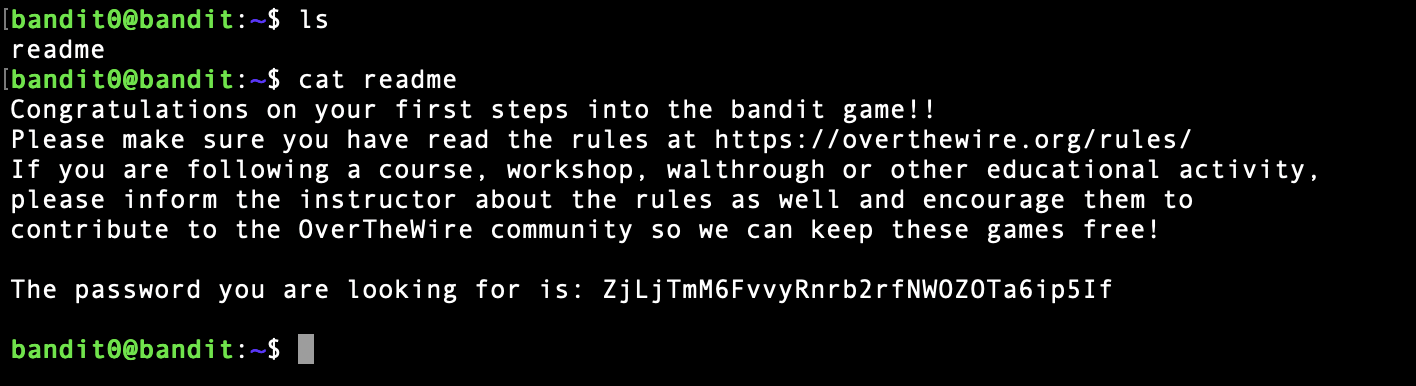 [bandit0@bandit:~$ ls
readme
[bandit0@bandit:~$ cat readme
Congratulations on your first steps into the bandit game!!
Please make sure you have read the rules at https://overthewire.org/rules/
If you are following a course, workshop, walthrough or other educational activity,
please inform the instructor about the rules as well and encourage them to
contribute to the OverTheWire community so we can keep these games free!
The password you are looking for is: ZjLjTmM6FvvyRnrb2rfNWOZOTa6ip5If
bandit0@bandit:~$